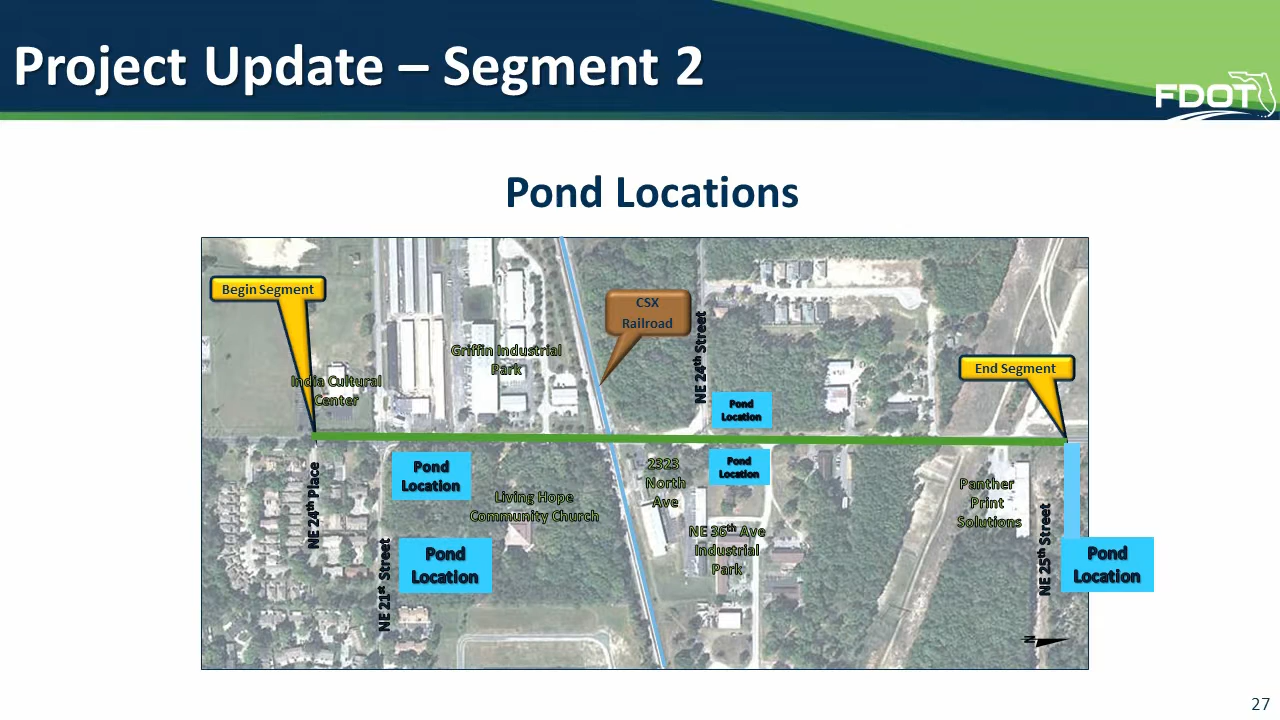 Project Update – Segment 2
FDOT
Pond Locations
Begin Segment
CSX
Railroad
NE 24th Street
Griffin Industrial
Park
End Segment
India Cultural
Center
Pond
Location
Pond
Location
2323
North
Ave
Pond
Location
NE 24th Place
Living Hope
Community Church
Panther
Print
Solutions
NE 36th Ave
Industrial
Park
NE 25th Street
NE 21st Street
Pond
Location
Pond
Location
N
27